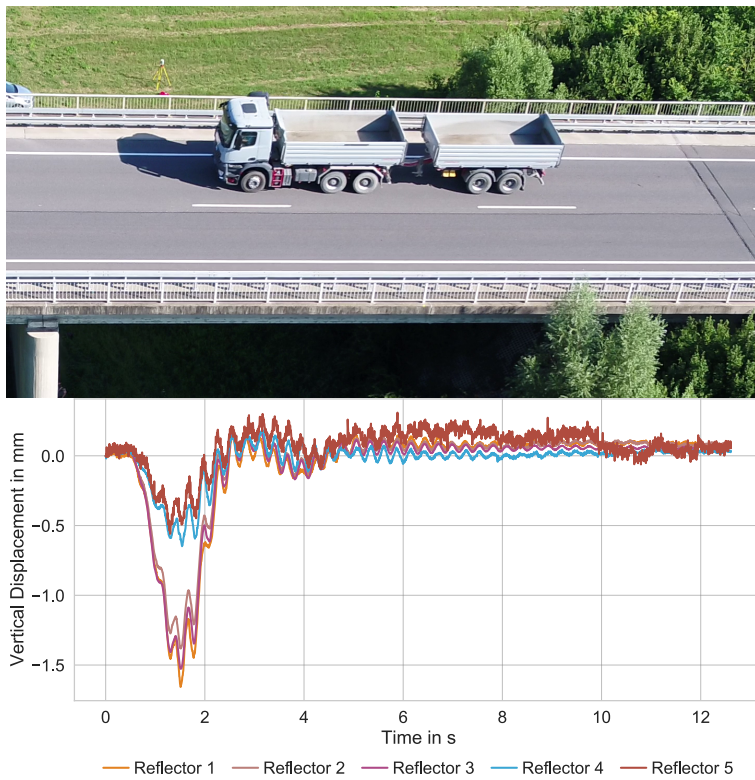 Vertical Displacement in mm
0.0
−0.5
−1.0
−1.5
0
2
4
6
8
10
12
Time in s
Reflector 1
Reflector 2
Reflector 3
Reflector 4
Reflector 5